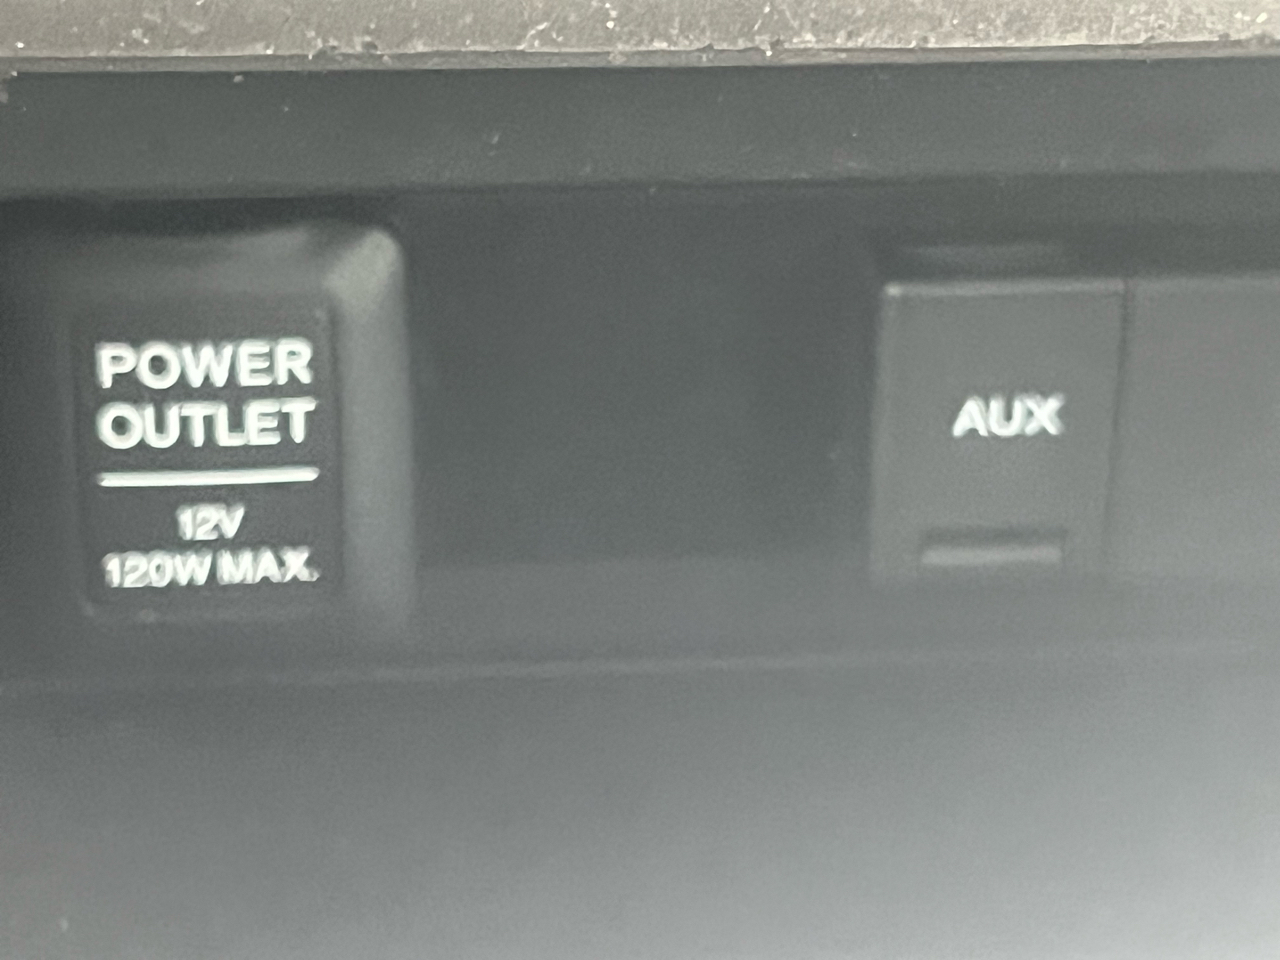 POWER
OUTLET
12V
120W MAX.
AUX